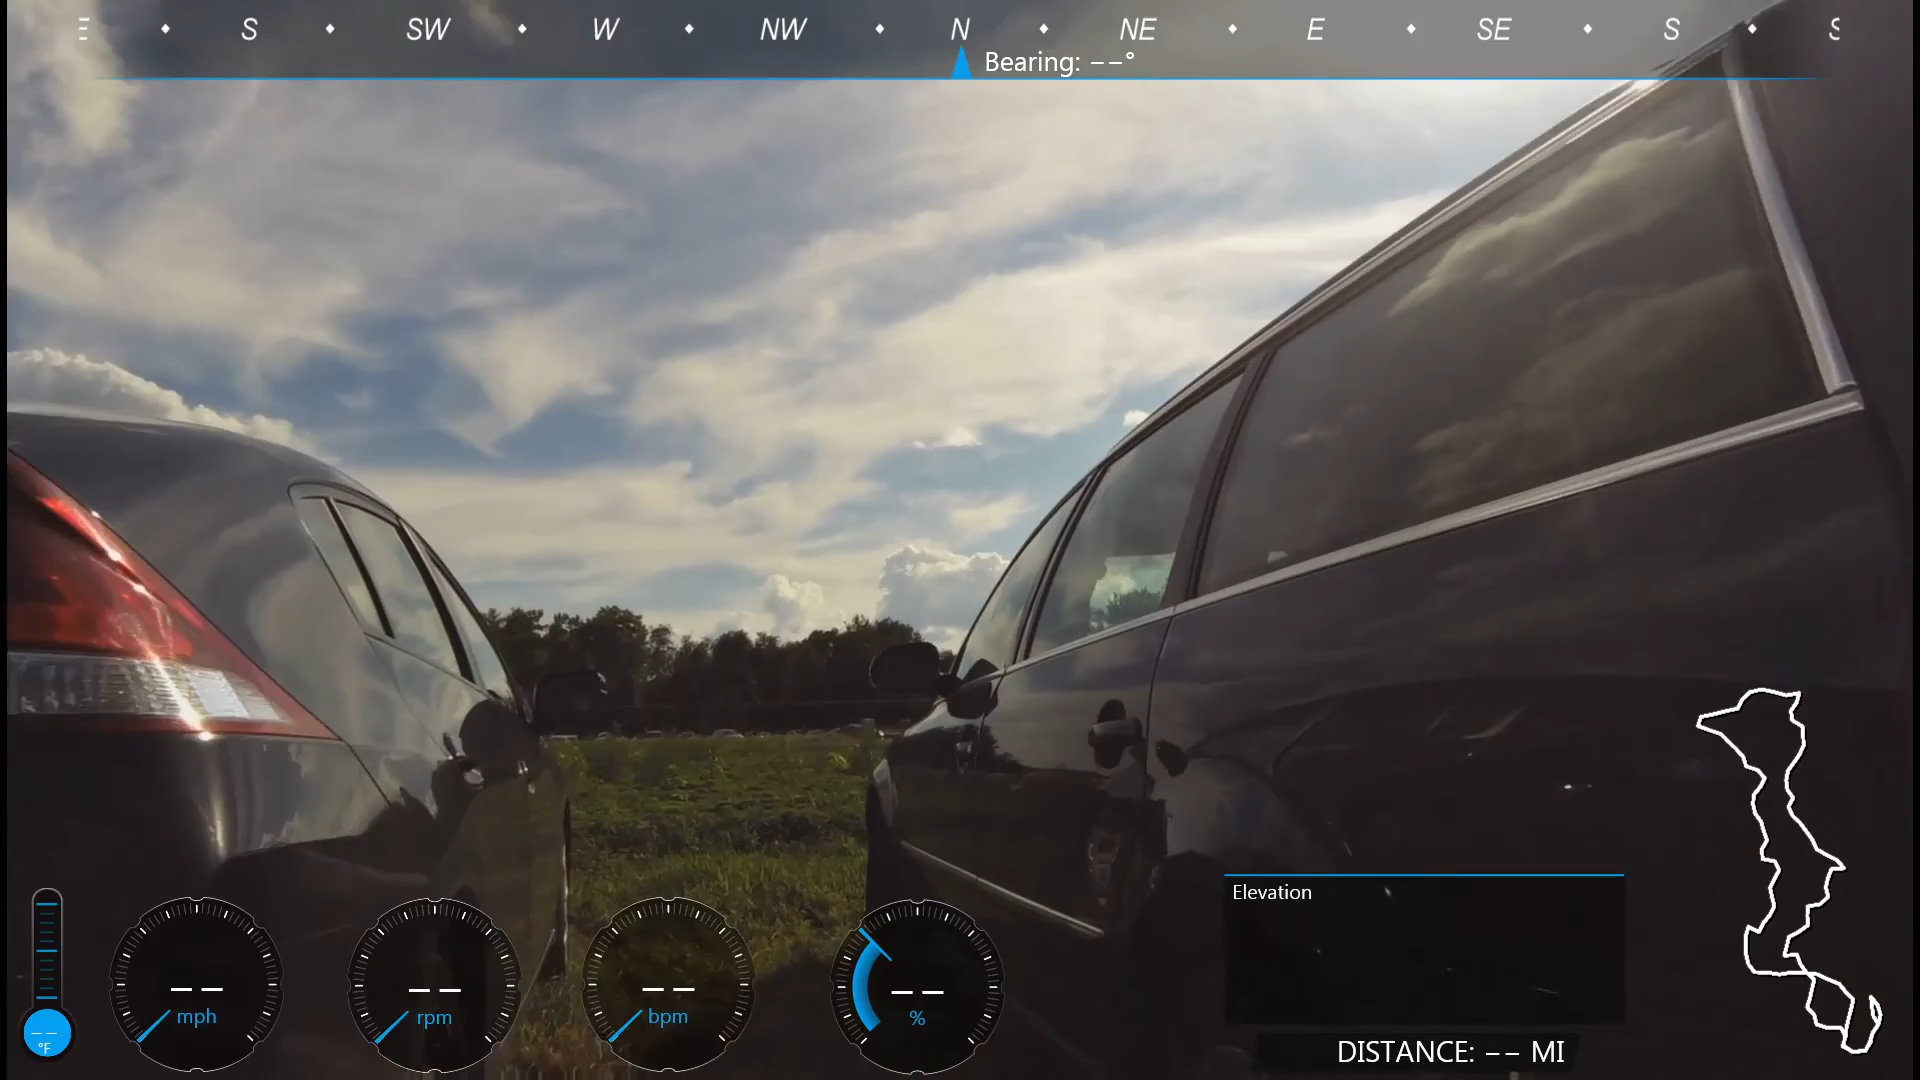 S SW W NW N NE E SE S
Bearing: --°
Elevation
-- mph
-- rpm
-- bpm
-- %
-- °F
DISTANCE: -- MI